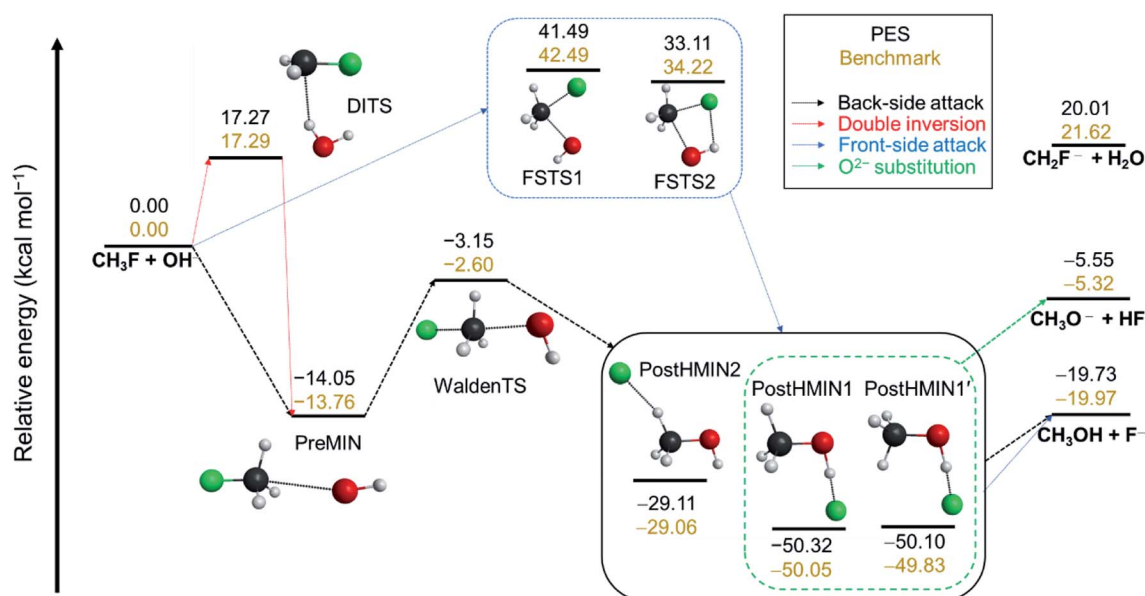 Relative energy (kcal mol⁻¹)
0.00
0.00
CH₃F + OH
17.27
17.29
DITS
−14.05
−13.76
PreMIN
−3.15
−2.60
WaldenTS
41.49
42.49
FSTS1
33.11
34.22
FSTS2
PES
Benchmark
Back-side attack
Double inversion
Front-side attack
O²⁻ substitution
20.01
21.62
CH₂F⁻ + H₂O
PostHMIN2
−29.11
−29.06
PostHMIN1
−50.32
−50.05
PostHMIN1'
−50.10
−49.83
−5.55
−5.32
CH₃O⁻ + HF
−19.73
−19.97
CH₃OH + F⁻